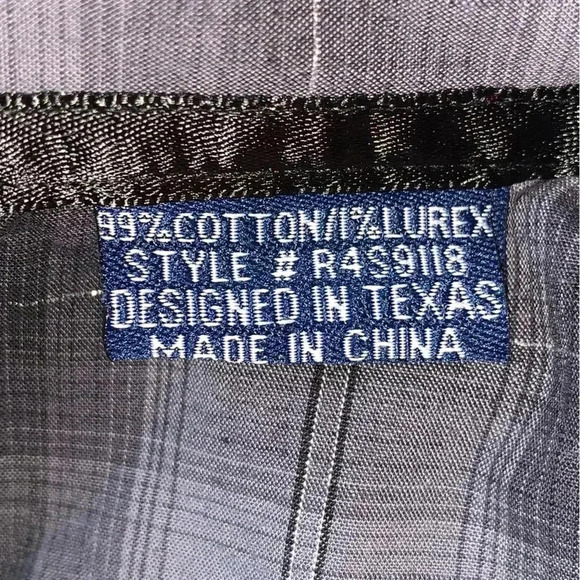 99%COTTON/1%LUREX
STYLE # R4S9118
DESIGNED IN TEXAS
MADE IN CHINA